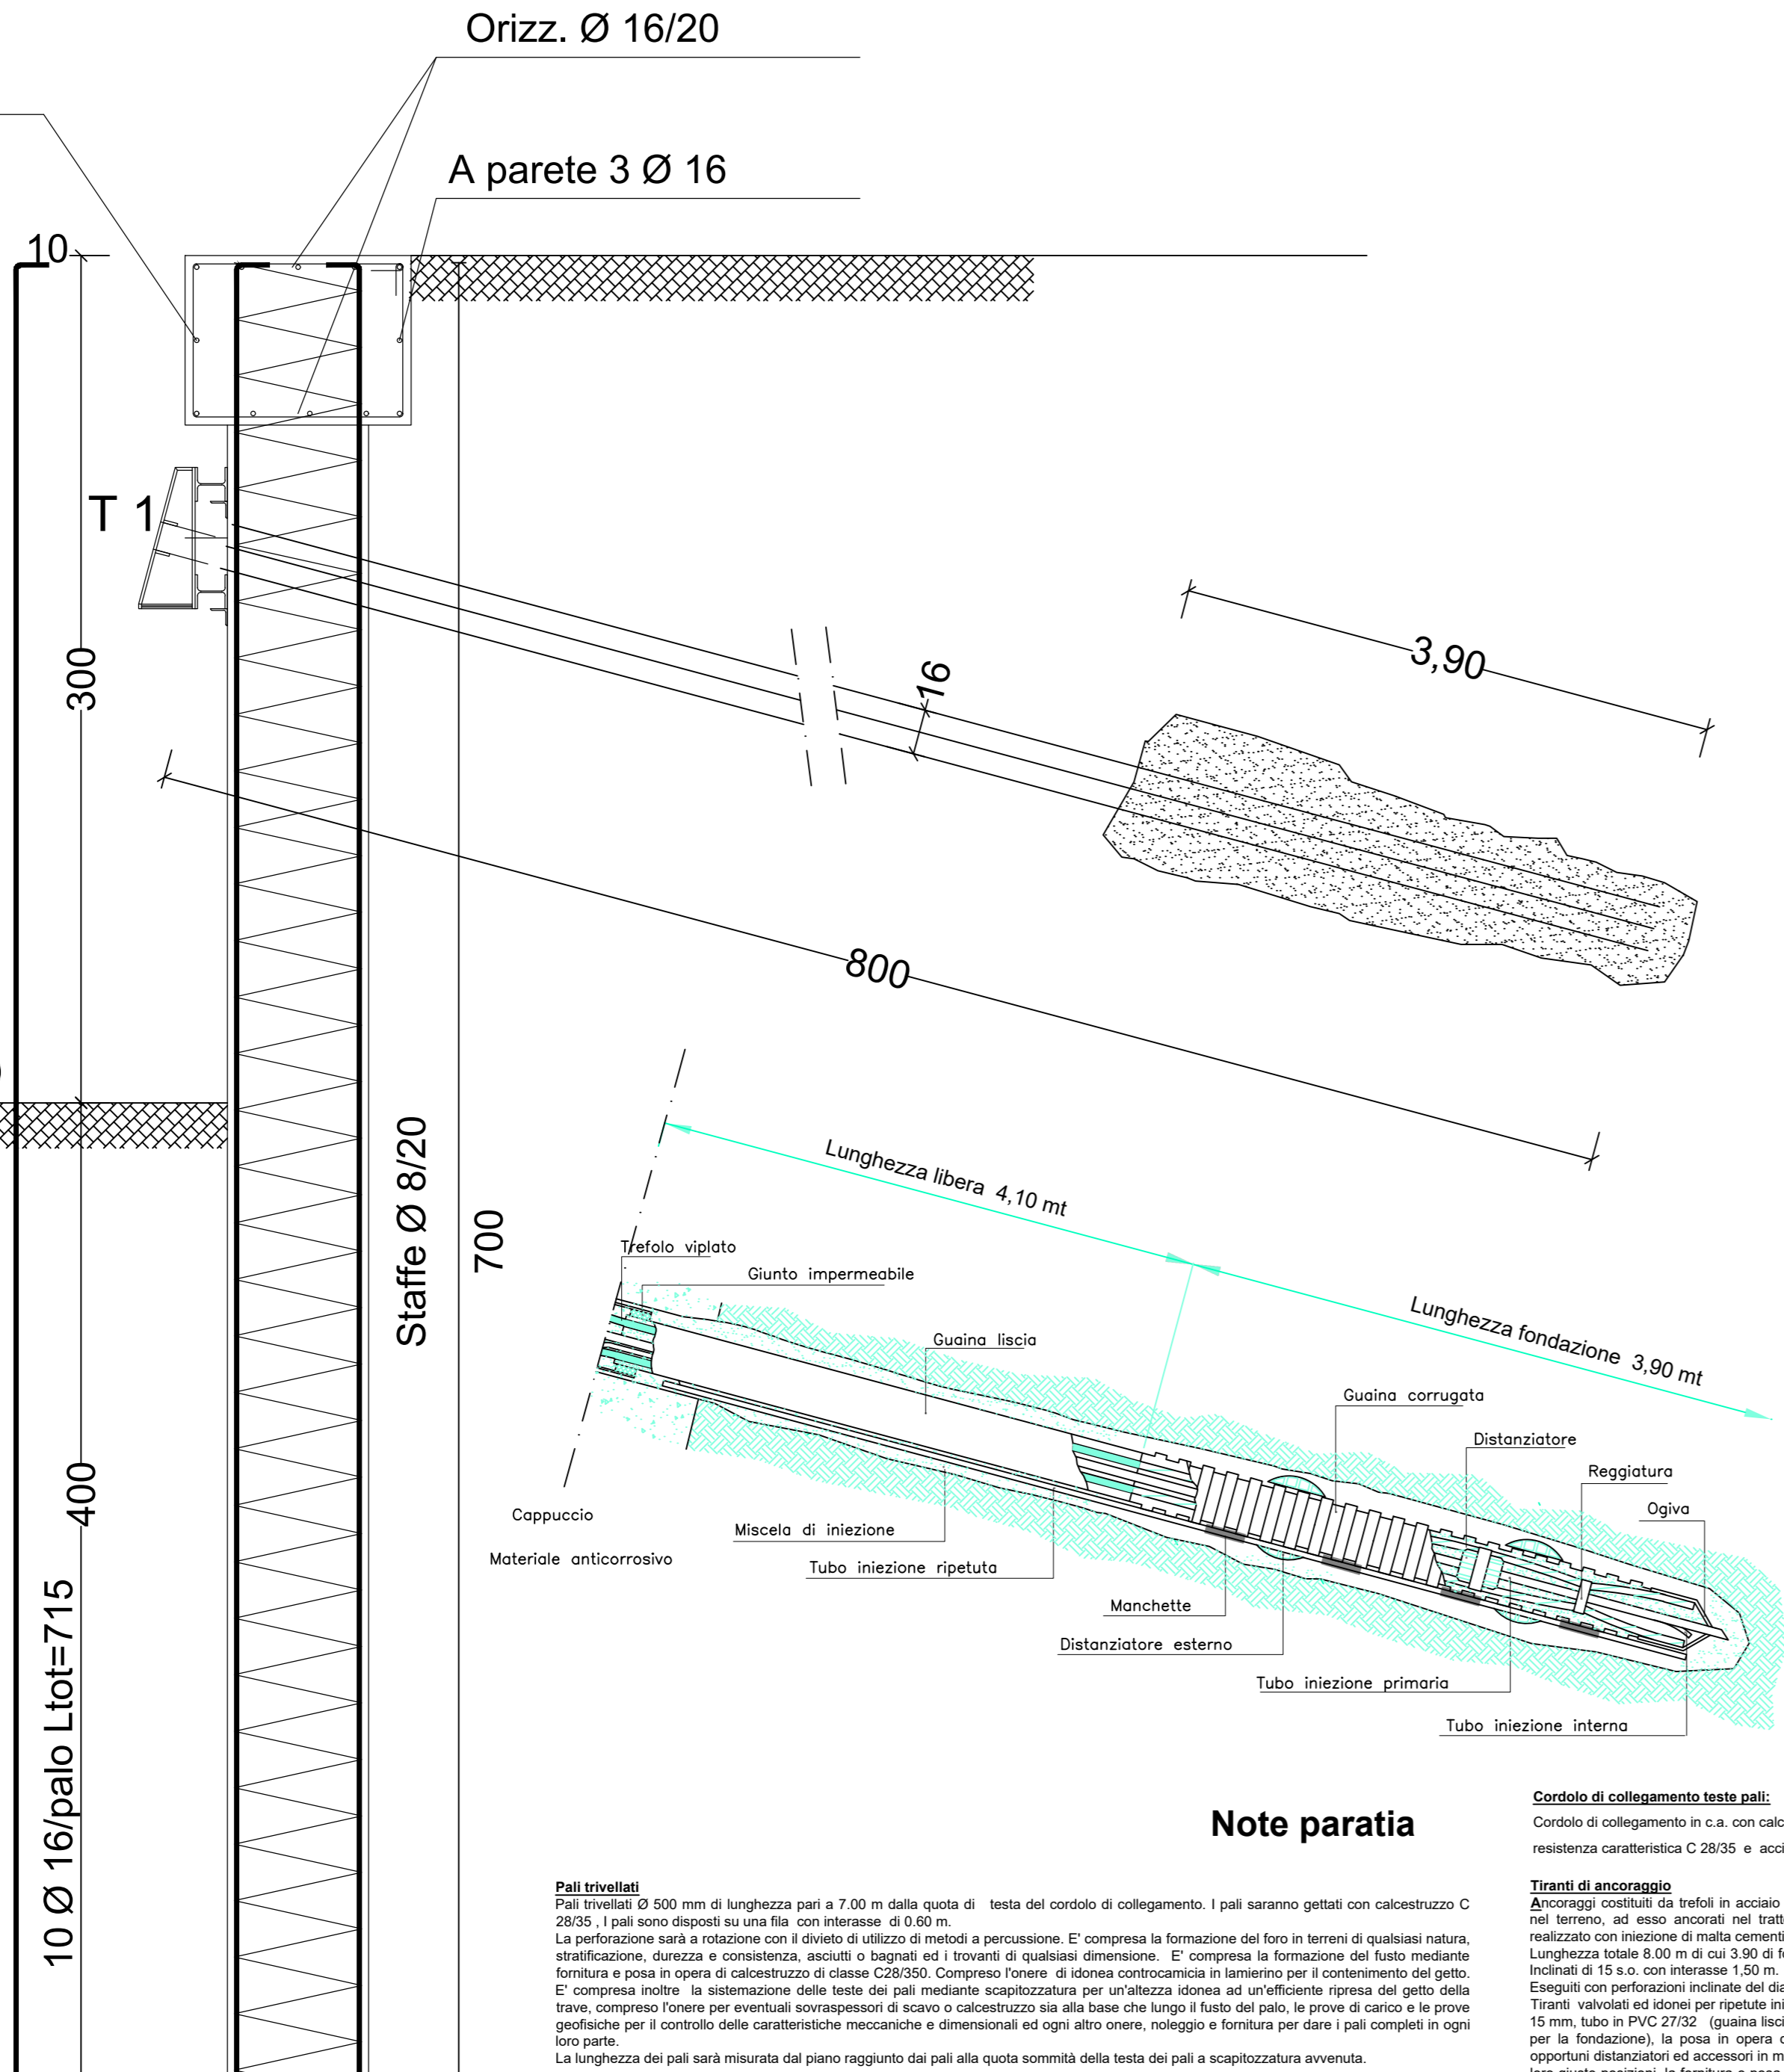 Orizz. Ø 16/20
A parete 3 Ø 16
10
T 1
300
16
3,90
800
Staffe Ø 8/20
700
400
10 Ø 16/palo Ltot=715
Lunghezza libera 4,10 mt
Lunghezza fondazione 3,90 mt
Trefolo viplato
Giunto impermeabile
Guaina liscia
Guaina corrugata
Distanziatore
Reggiatura
Ogiva
Cappuccio
Materiale anticorrosivo
Miscela di iniezione
Tubo iniezione ripetuta
Manchette
Distanziatore esterno
Tubo iniezione primaria
Tubo iniezione interna
Note paratia
Pali trivellati
Pali trivellati Ø 500 mm di lunghezza pari a 7.00 m dalla quota di testa del cordolo di collegamento. I pali saranno gettati con calcestruzzo C
28/35 , I pali sono disposti su una fila con interasse di 0.60 m.
La perforazione sarà a rotazione con il divieto di utilizzo di metodi a percussione. E' compresa la formazione del foro in terreni di qualsiasi natura,
stratificazione, durezza e consistenza, asciutti o bagnati ed i trovanti di qualsiasi dimensione. E' compresa la formazione del fusto mediante
fornitura e posa in opera di calcestruzzo di classe C28/350. Compreso l'onere di idonea controcamicia in lamierino per il contenimento del getto.
E' compresa inoltre la sistemazione delle teste dei pali mediante scapitozzatura per un'altezza idonea ad un'efficiente ripresa del getto della
trave, compreso l'onere per eventuali sovraspessori di scavo o calcestruzzo sia alla base che lungo il fusto del palo, le prove di carico e le prove
geofisiche per il controllo delle caratteristiche meccaniche e dimensionali ed ogni altro onere, noleggio e fornitura per dare i pali completi in ogni
loro parte.
La lunghezza dei pali sarà misurata dal piano raggiunto dai pali alla quota sommità della testa dei pali a scapitozzatura avvenuta.
Cordolo di collegamento teste pali:
Cordolo di collegamento in c.a. con calc
resistenza caratteristica C 28/35 e acci
Tiranti di ancoraggio
Ancoraggi costituiti da trefoli in acciaio
nel terreno, ad esso ancorati nel tratt
realizzato con iniezione di malta cementi
Lunghezza totale 8.00 m di cui 3.90 di f
Inclinati di 15 s.o. con interasse 1,50 m.
Eseguiti con perforazioni inclinate del dia
Tiranti valvolati ed idonei per ripetute ini
15 mm, tubo in PVC 27/32 (guaina lisci
per la fondazione), la posa in opera
opportuni distanziatori ed accessori in m